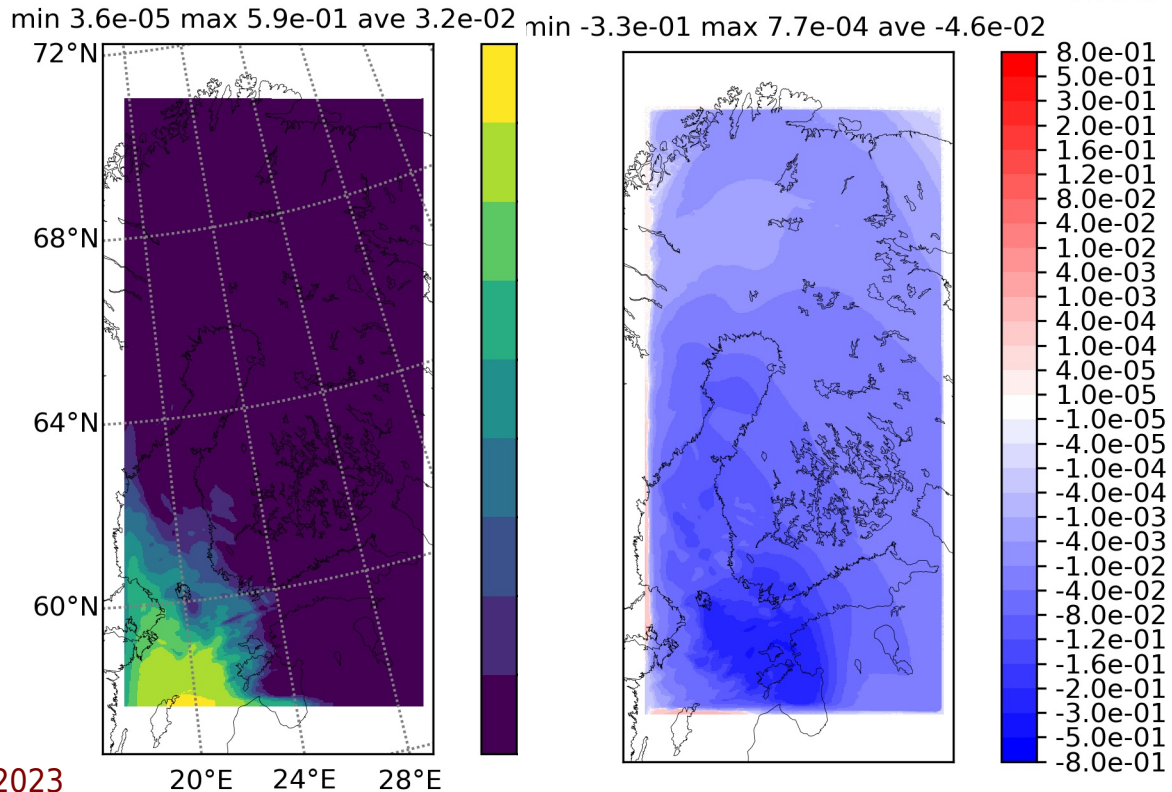 min 3.6e-05 max 5.9e-01 ave 3.2e-02
min -3.3e-01 max 7.7e-04 ave -4.6e-02
72°N
68°N
64°N
60°N
20°E 24°E 28°E
2023
8.0e-01
5.0e-01
3.0e-01
2.0e-01
1.6e-01
1.2e-01
8.0e-02
4.0e-02
1.0e-02
4.0e-03
1.0e-03
4.0e-04
1.0e-04
4.0e-05
1.0e-05
-1.0e-05
-4.0e-05
-1.0e-04
-4.0e-04
-1.0e-03
-4.0e-03
-1.0e-02
-4.0e-02
-8.0e-02
-1.2e-01
-1.6e-01
-2.0e-01
-3.0e-01
-5.0e-01
-8.0e-01